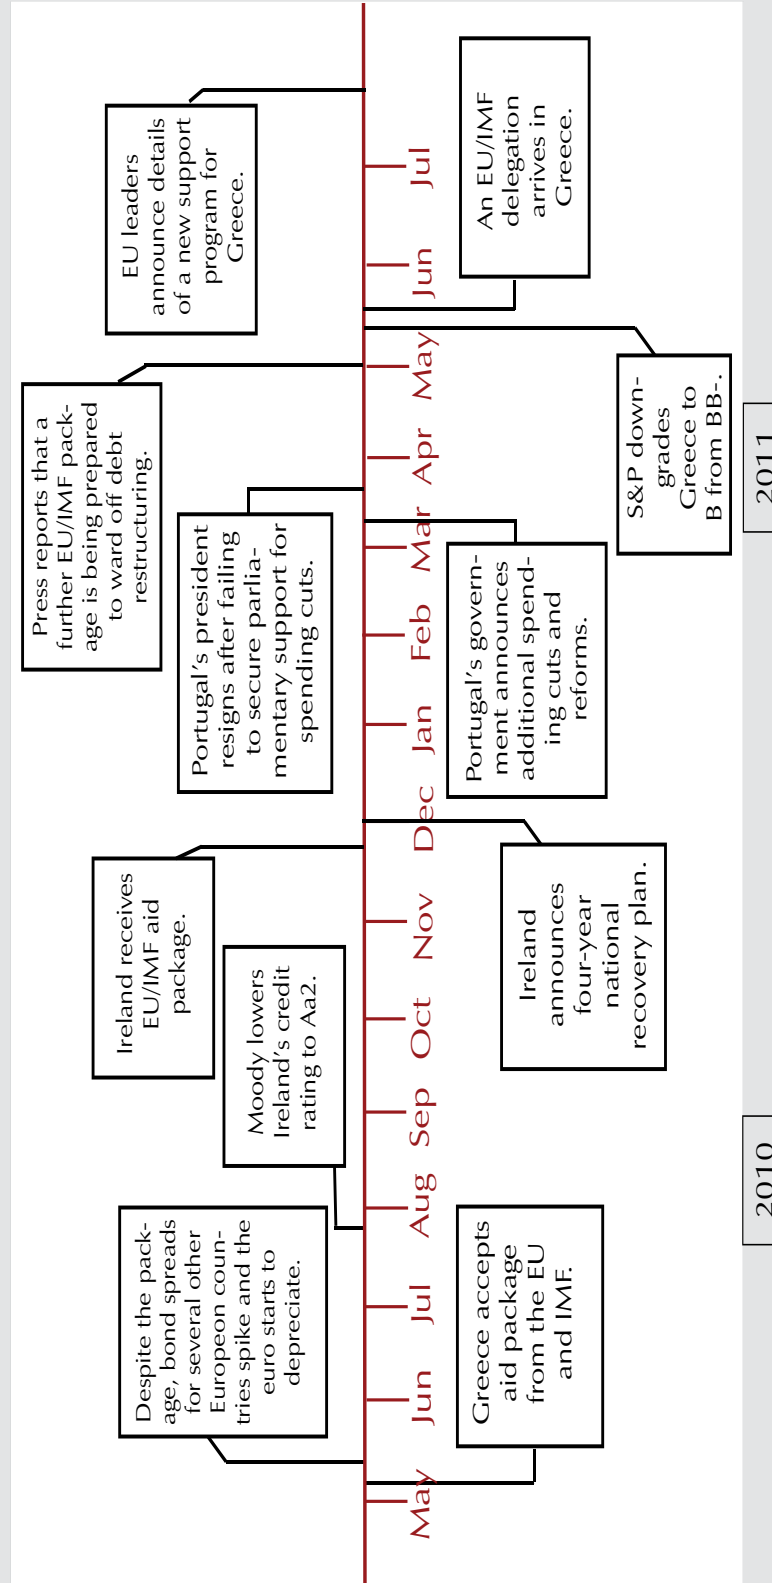 Despite the pack-
age, bond spreads
for several other
European coun-
tries spike and the
euro starts to
depreciate.
Moody lowers
Ireland's credit
rating to Aa2.
Ireland receives
EU/IMF aid
package.
Portugal's president
resigns after failing
to secure parlia-
mentary support for
spending cuts.
Press reports that a
further EU/IMF pack-
age is being prepared
to ward off debt
restructuring.
EU leaders
announce details
of a new support
program for
Greece.
May
Jun
Jul
Aug
Sep
Oct
Nov
Dec
Jan
Feb
Mar
Apr
May
Jun
Jul
Greece accepts
aid package
from the EU
and IMF.
Ireland
announces
four-year
national
recovery plan.
Portugal's govern-
ment announces
additional spend-
ing cuts and
reforms.
S&P down-
grades
Greece to
B from BB-.
An EU/IMF
delegation
arrives in
Greece.
2010
2011